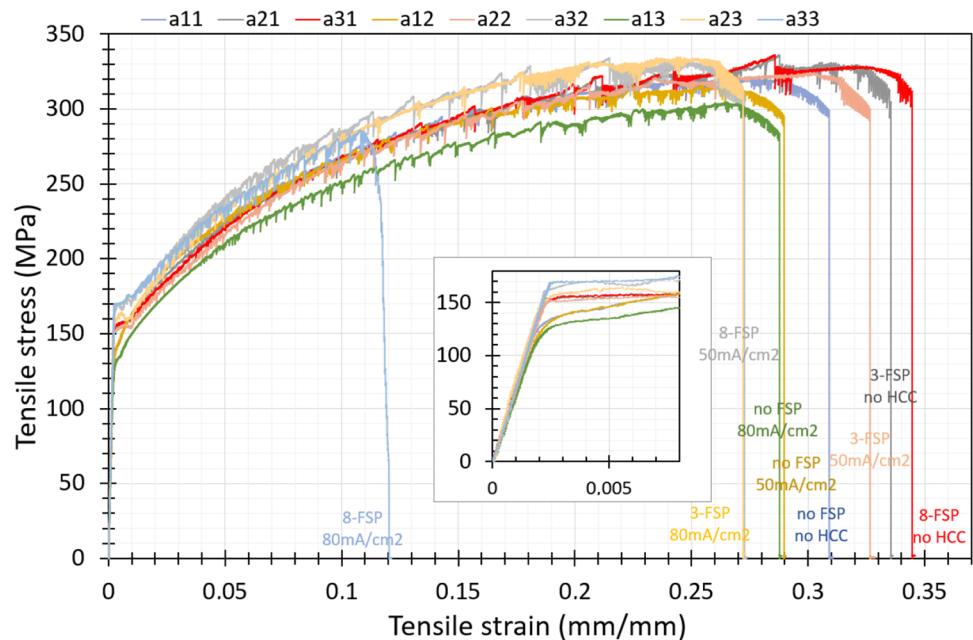 a11 a21 a31 a12 a22 a32 a13 a23 a33
350
300
250
200
150
100
50
0
Tensile stress (MPa)
150
100
50
0
0 0,005
8-FSP
50mA/cm2
3-FSP
no HCC
no FSP
80mA/cm2
3-FSP
50mA/cm2
no FSP
50mA/cm2
8-FSP
80mA/cm2
3-FSP
80mA/cm2
no FSP
no HCC
8-FSP
no HCC
0 0.05 0.1 0.15 0.2 0.25 0.3 0.35
Tensile strain (mm/mm)